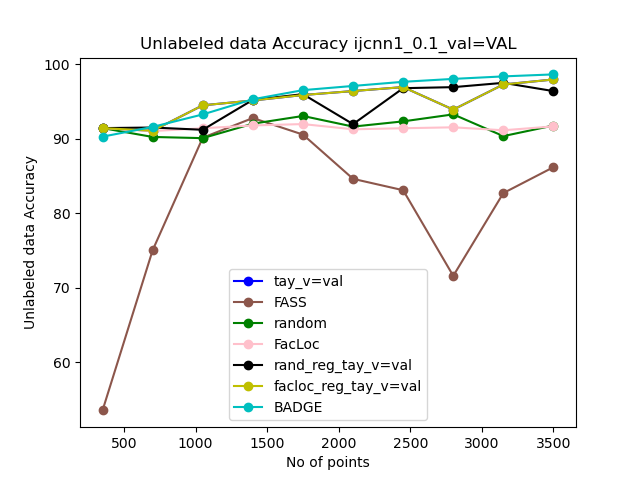 Unlabeled data Accuracy ijcnn1_0.1_val=VAL
Unlabeled data Accuracy
100
90
80
70
60
tay_v=val
FASS
random
FacLoc
rand_reg_tay_v=val
facloc_reg_tay_v=val
BADGE
500 1000 1500 2000 2500 3000 3500
No of points